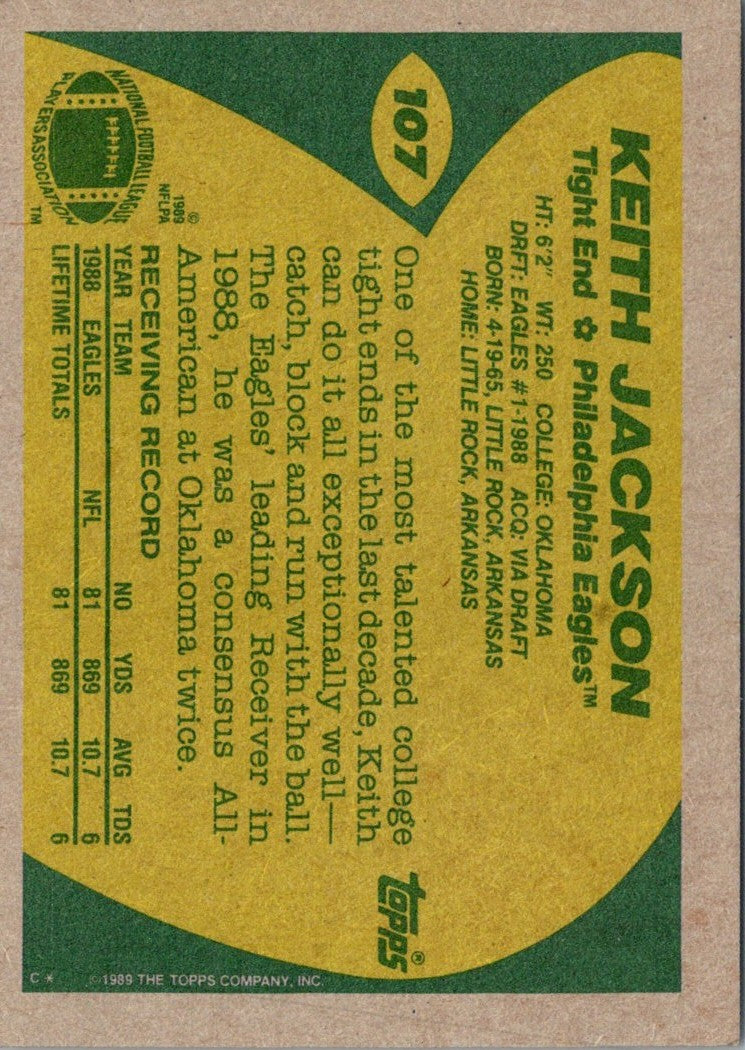 107
KEITH JACKSON
Tight End ✿ Philadelphia Eagles™
HT: 6'2" WT: 250 COLLEGE: OKLAHOMA
DRFT: EAGLES #1-1988 ACQ: VIA DRAFT
BORN: 4-19-65, LITTLE ROCK, ARKANSAS
HOME: LITTLE ROCK, ARKANSAS
One of the most talented college
tight ends in the last decade, Keith
can do it all exceptionally well—
catch, block and run with the ball.
The Eagles' leading Receiver in
1988, he was a consensus All-
American at Oklahoma twice.
topps®
NATIONAL FOOTBALL LEAGUE
PLAYERS ASSOCIATION
TM
©
1989
NFLPA
RECEIVING RECORD
YEAR TEAM NO YDS AVG TDS
1988 EAGLES NFL 81 869 10.7 6
LIFETIME TOTALS 81 869 10.7 6
C * ©1989 THE TOPPS COMPANY, INC.